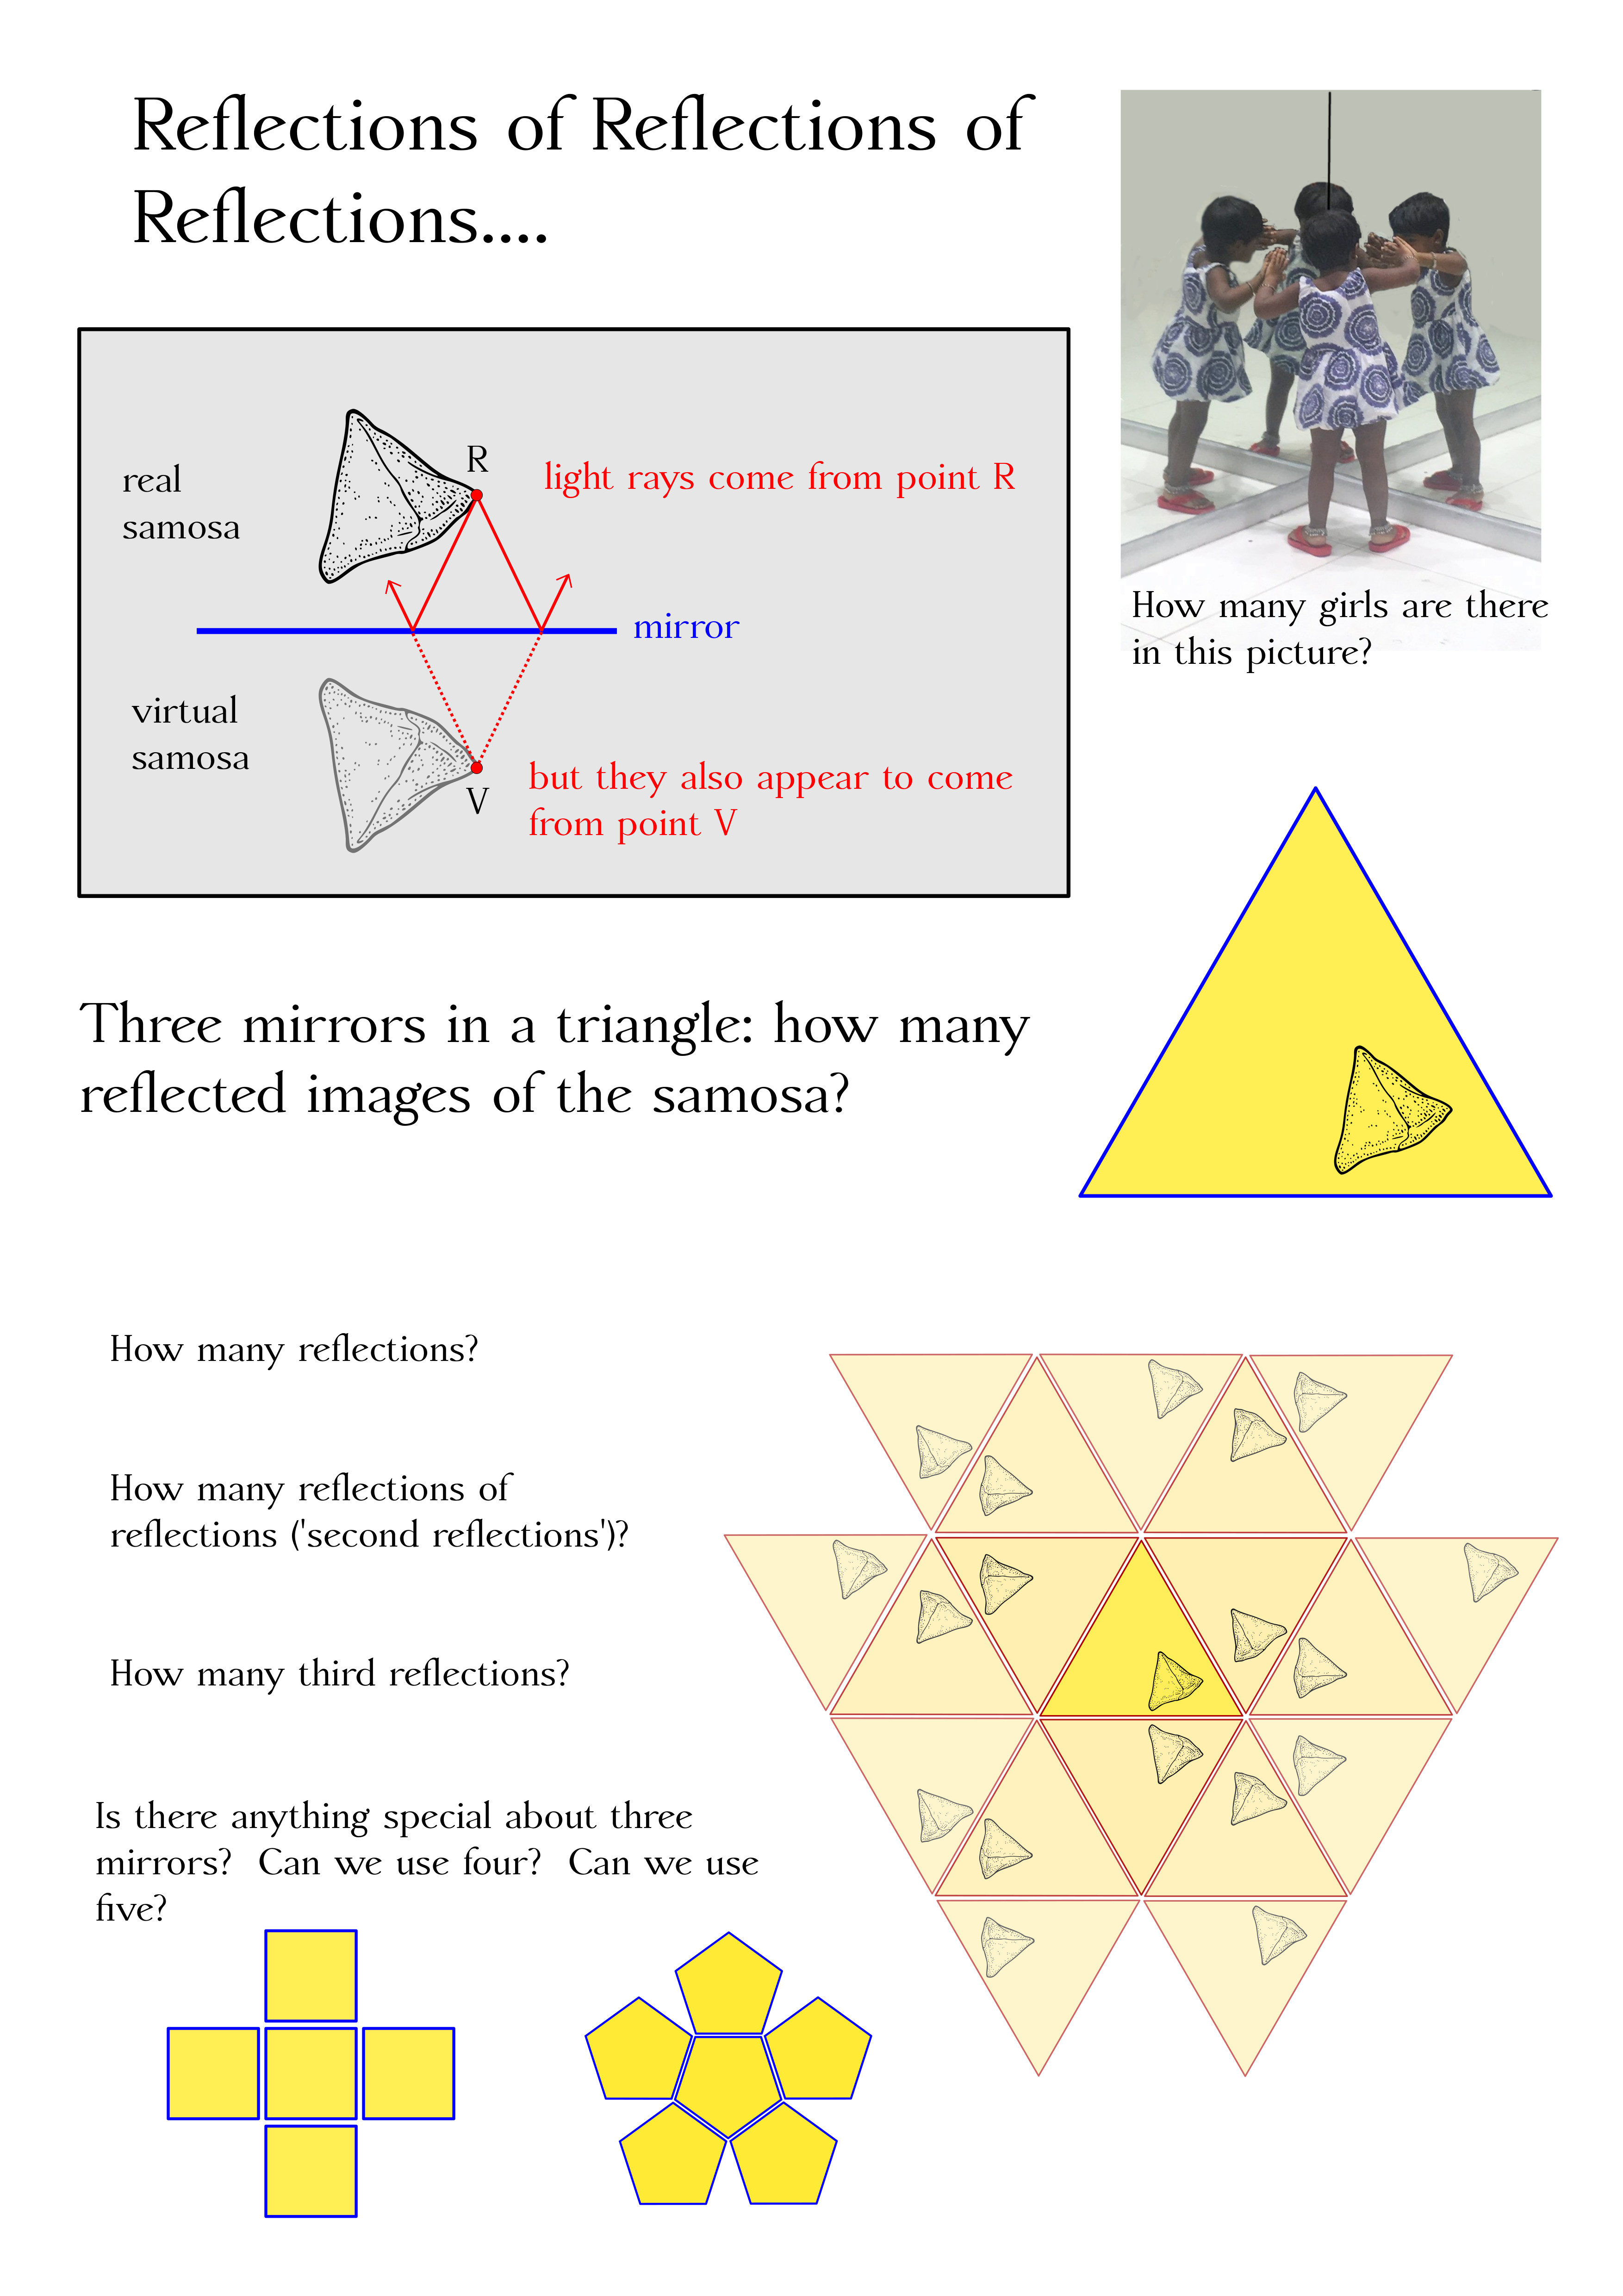 Reflections of Reflections of
Reflections....
How many girls are there
in this picture?
real
samosa
R
light rays come from point R
mirror
virtual
samosa
V
but they also appear to come
from point V
Three mirrors in a triangle: how many
reflected images of the samosa?
How many reflections?
How many reflections of
reflections ('second reflections')?
How many third reflections?
Is there anything special about three
mirrors?  Can we use four?  Can we use
five?